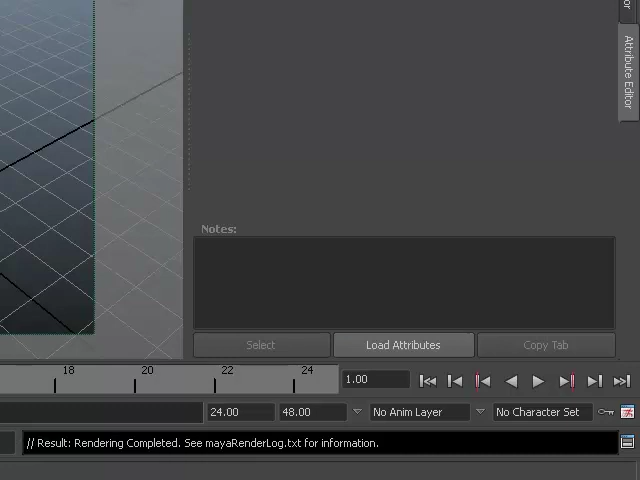 or
Attribute Editor
Notes:
Select Load Attributes Copy Tab
18 20 22 24 1.00
24.00 48.00 No Anim Layer No Character Set
// Result: Rendering Completed. See mayaRenderLog.txt for information.